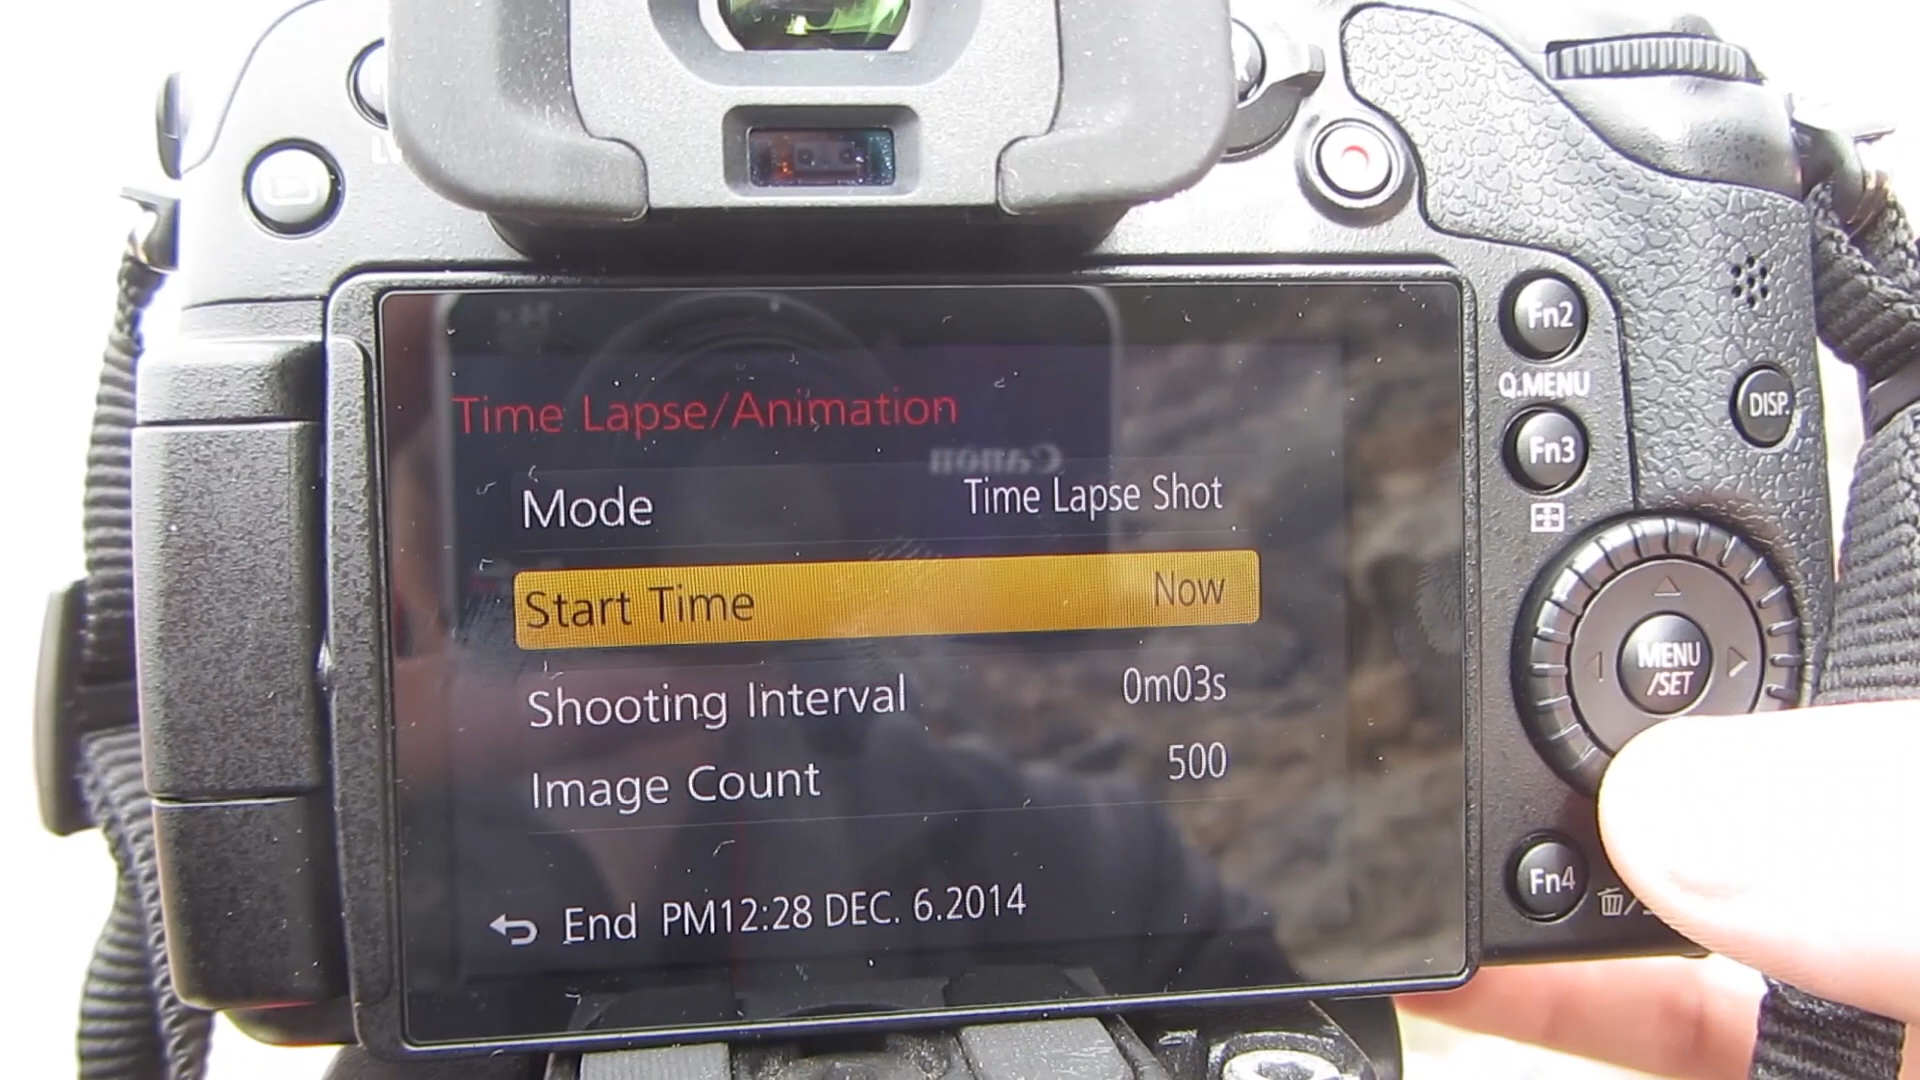 Fn2
Q.MENU
DISP.
Time Lapse/Animation
Canon
Fn3
Mode Time Lapse Shot
Start Time Now
MENU
/SET
Shooting Interval 0m03s
Image Count 500
Fn4
End PM12:28 DEC. 6.2014